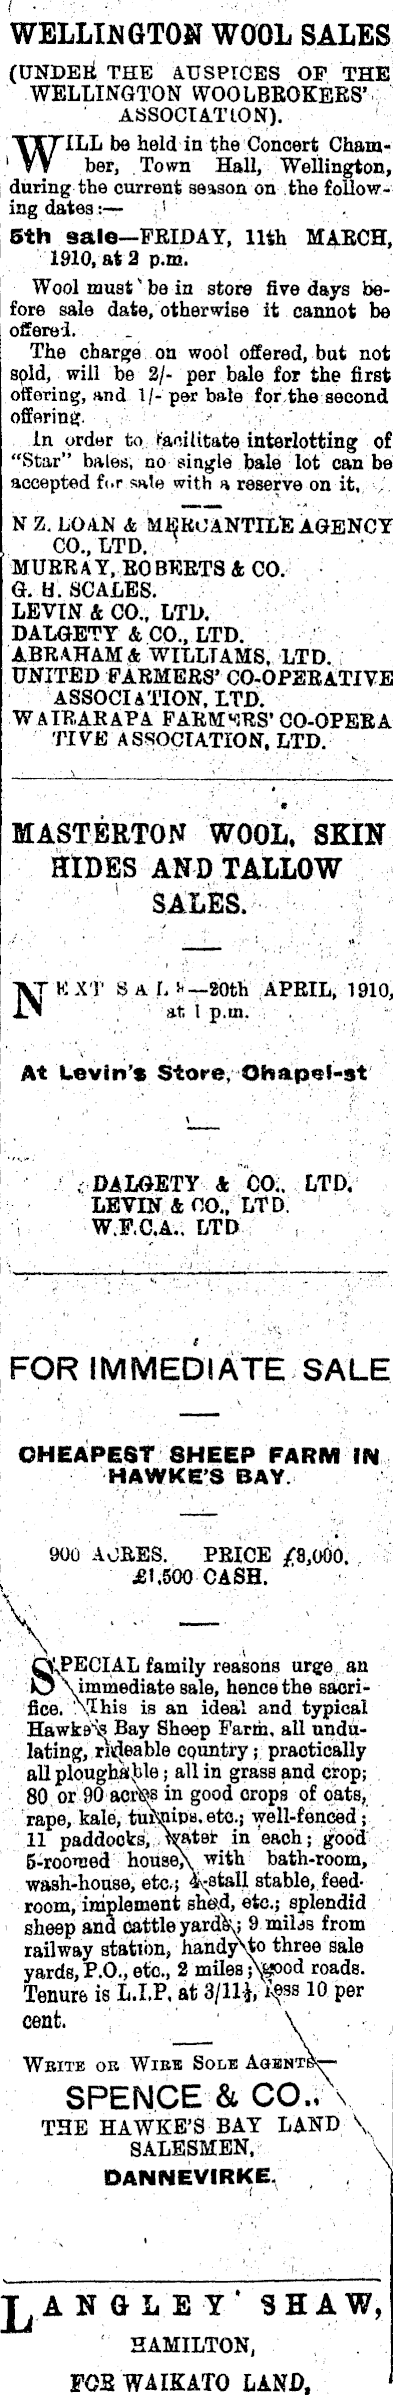 WELLINGTON WOOL SALES
(UNDER THE AUSPICES OF THE
WELLINGTON WOOLBROKERS'
ASSOCIATION).
WILL be held in the Concert Cham-
ber, Town Hall, Wellington,
during the current season on the follow-
ing dates:—
5th sale—FRIDAY, 11th MARCH,
1910, at 2 p.m.
Wool must be in store five days be-
fore sale date, otherwise it cannot be
offered.
The charge on wool offered, but not
sold, will be 2/- per bale for the first
offering, and 1/- per bale for the second
offering.
In order to facilitate interlotting of
"Star" bales, no single bale lot can be
accepted for sale with a reserve on it.
N Z. LOAN & MERCANTILE AGENCY
CO., LTD.
MURRAY, ROBERTS & CO.
G. H. SCALES.
LEVIN & CO., LTD.
DALGETY & CO., LTD.
ABRAHAM & WILLIAMS, LTD.
UNITED FARMERS' CO-OPERATIVE
ASSOCIATION, LTD.
WAIRARAPA FARMERS' CO-OPERA
TIVE ASSOCIATION, LTD.
MASTERTON WOOL, SKIN
HIDES AND TALLOW
SALES.
NEXT SALE—20th APRIL, 1910,
at 1 p.m.
At Levin's Store, Chapel-st
DALGETY & CO., LTD.
LEVIN & CO., LTD.
W.F.C.A., LTD
FOR IMMEDIATE SALE
CHEAPEST SHEEP FARM IN
HAWKE'S BAY.
900 ACRES. PRICE
£1,500 CASH.
SPECIAL family reasons urge an
immediate sale, hence the sacri-
fice. This is an ideal and typical
Hawke's Bay Sheep Farm, all undu-
lating, rideable country; practically
all ploughable; all in grass and crop;
80 or 90 acres in good crops of oats,
rape, kale, turnips, etc.; well-fenced;
11 paddocks, water in each; good
5-roomed house, with bath-room,
wash-house, etc.; 4-stall stable, feed-
room, implement shed, etc.; splendid
sheep and cattle yards; 9 miles from
railway station, handy to three sale
yards, P.O., etc., 2 miles; good roads.
Tenure is L.I.P. at 3/11½, less 10 per
cent.
WRITE OR WIRE SOLE AGENTS—
SPENCE & CO.,
THE HAWKE'S BAY LAND
SALESMEN,
DANNEVIRKE.
LANGLEY SHAW,
HAMILTON,
FOR WAIKATO LAND,